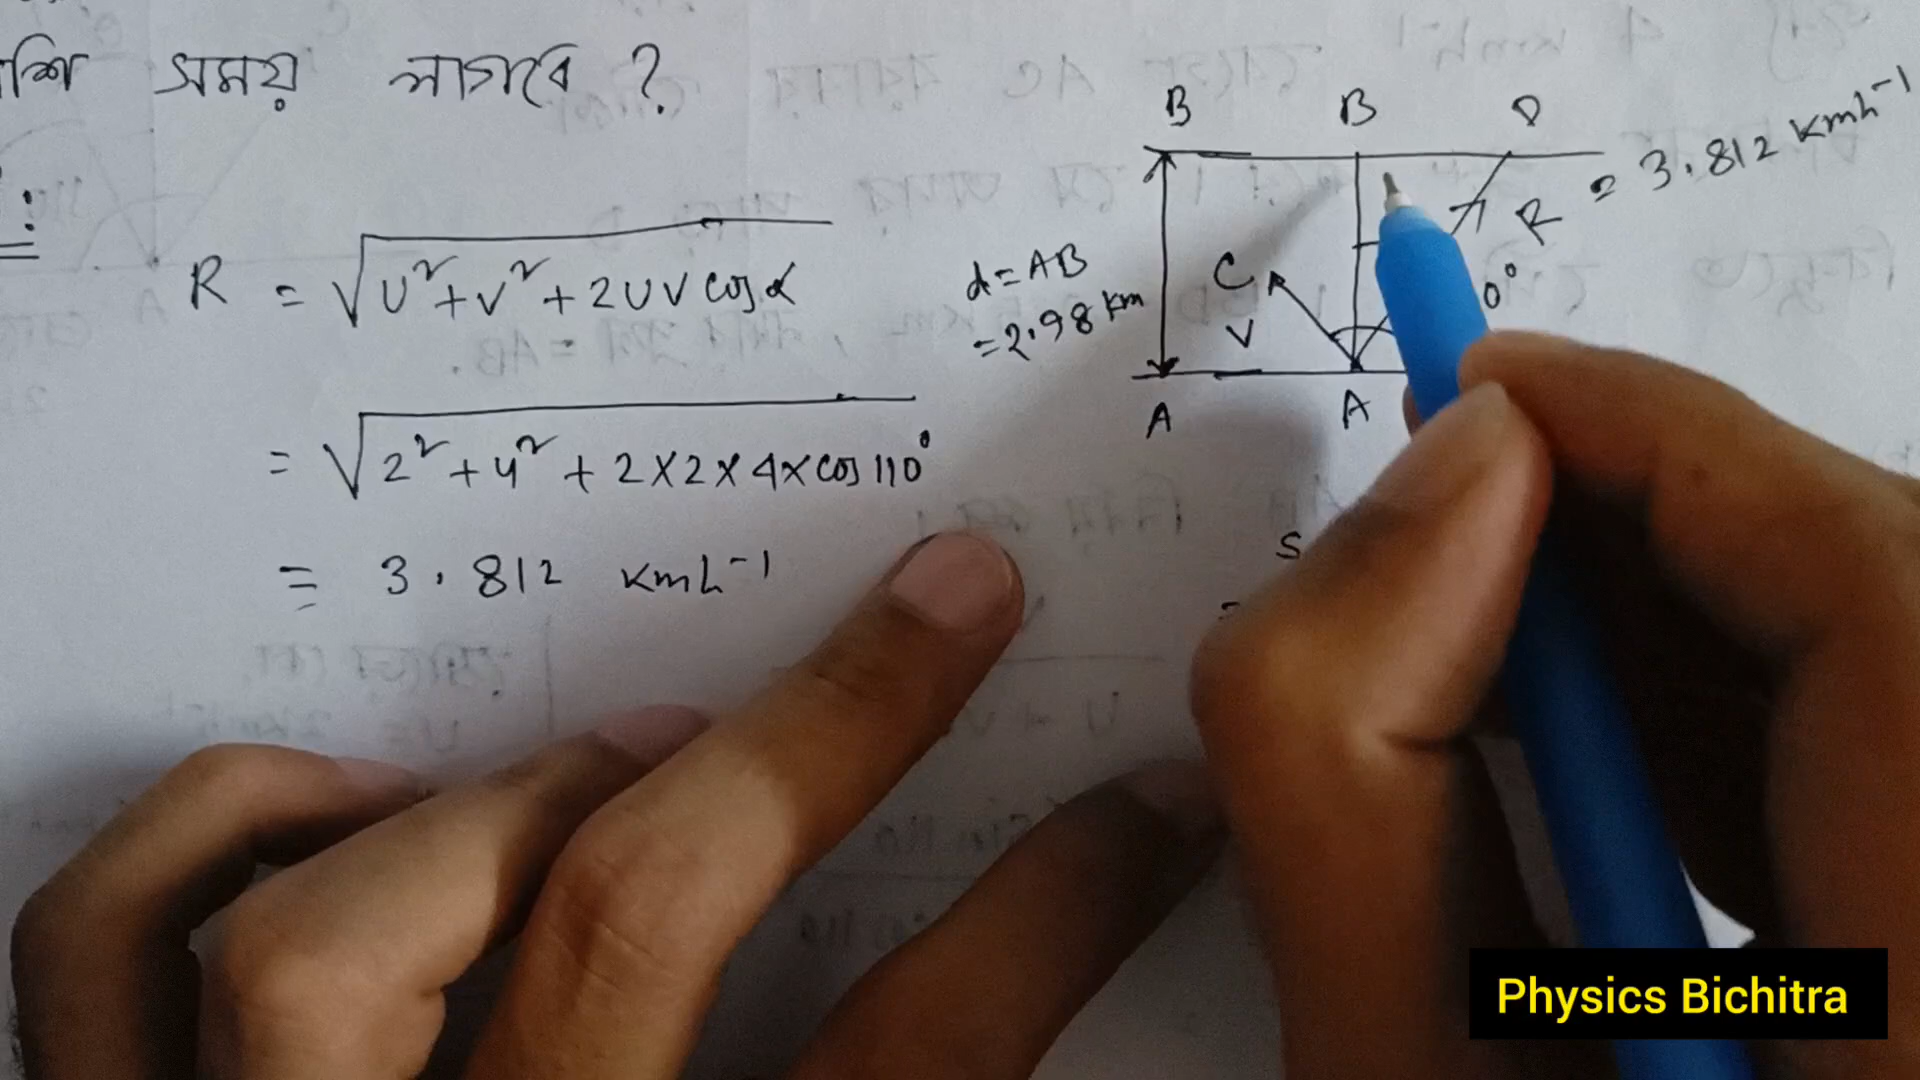 শি সময় লাগবে ?
B B D
R = 3.812 kmh⁻¹
R = √U² + V² + 2UV cos α
d = AB
= 2.98 km
C
V
0°
A A
= √2² + 4² + 2 × 2 × 4 × cos 110°
= 3.812 kmh⁻¹
S
Physics Bichitra